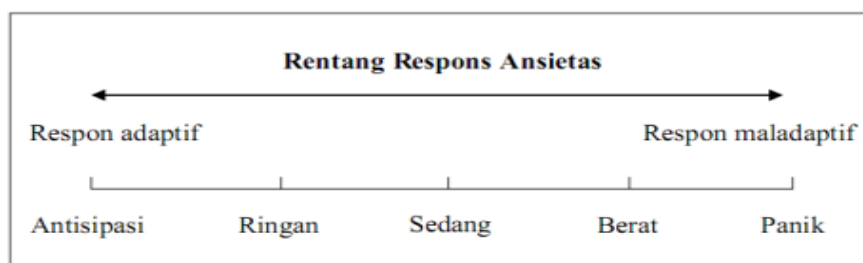 Rentang Respons Ansietas
Respon adaptif Respon maladaptif
Antisipasi Ringan Sedang Berat Panik